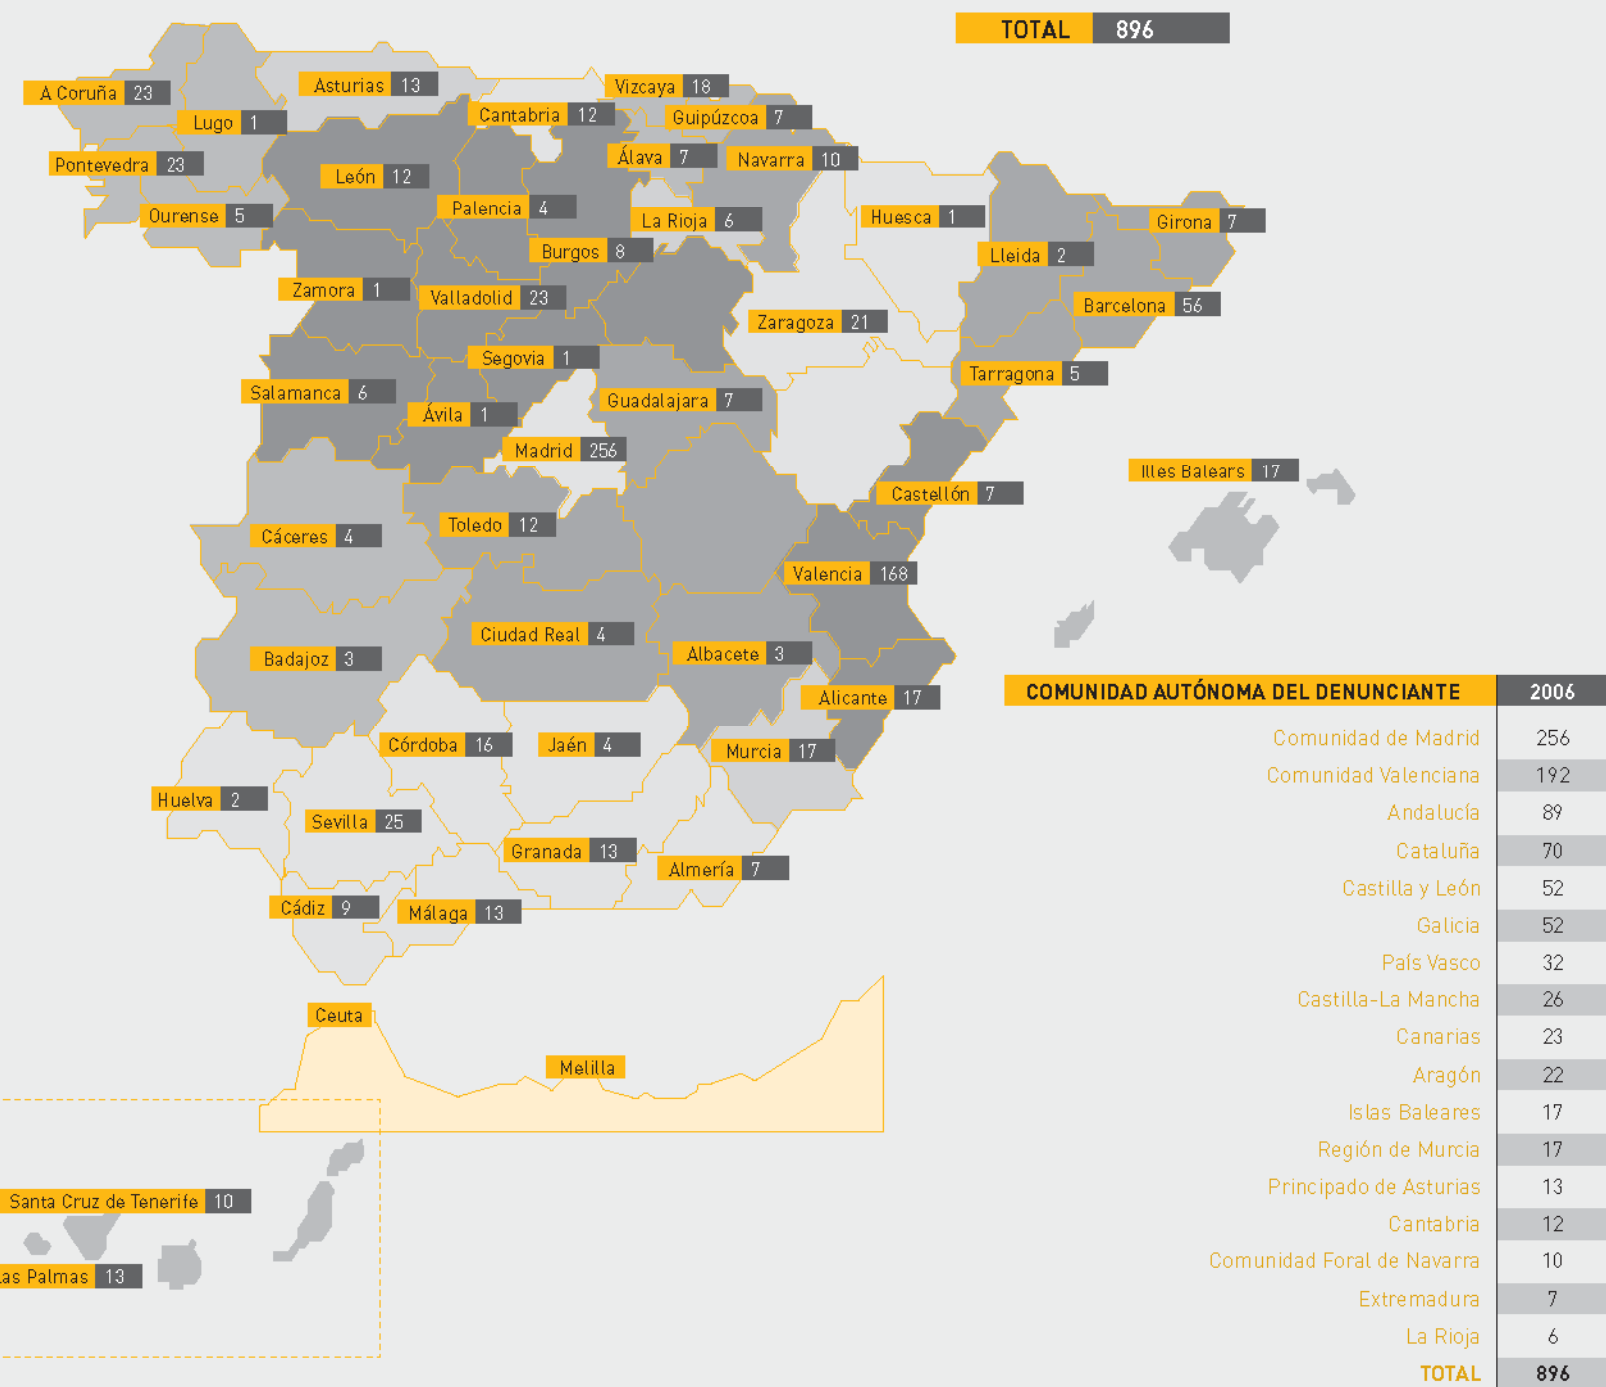 TOTAL 896
A Coruña 23
Asturias 13
Vizcaya 18
Cantabria 12
Guipúzcoa 7
Lugo 1
Pontevedra 23
León 12
Álava 7
Navarra 10
Ourense 5
Palencia 4
La Rioja 6
Huesca 1
Girona 7
Burgos 8
Lleida 2
Zamora 1
Valladolid 23
Barcelona 56
Zaragoza 21
Segovia 1
Tarragona 5
Salamanca 6
Ávila 1
Guadalajara 7
Madrid 256
Illes Balears 17
Castellón 7
Cáceres 4
Toledo 12
Valencia 168
Ciudad Real 4
Badajoz 3
Albacete 3
Alicante 17
Córdoba 16
Jaén 4
Murcia 17
Huelva 2
Sevilla 25
Granada 13
Almería 7
Cádiz 9
Málaga 13
Ceuta
Melilla
Santa Cruz de Tenerife 10
Las Palmas 13
COMUNIDAD AUTÓNOMA DEL DENUNCIANTE 2006
Comunidad de Madrid 256
Comunidad Valenciana 192
Andalucía 89
Cataluña 70
Castilla y León 52
Galicia 52
País Vasco 32
Castilla-La Mancha 26
Canarias 23
Aragón 22
Islas Baleares 17
Región de Murcia 17
Principado de Asturias 13
Cantabria 12
Comunidad Foral de Navarra 10
Extremadura 7
La Rioja 6
TOTAL 896